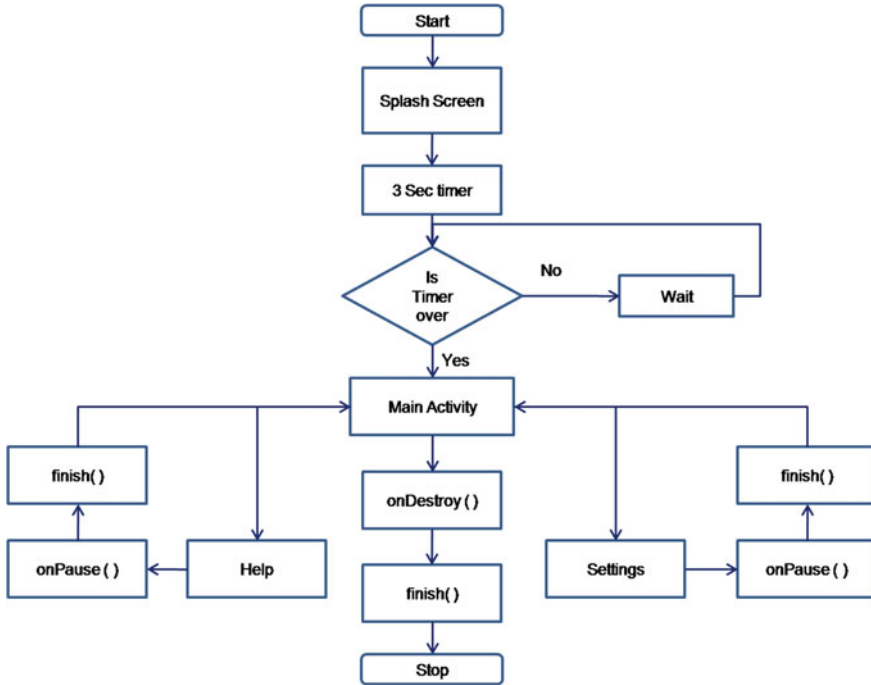 Start
Splash Screen
3 Sec timer
Is
Timer
over
No
Wait
Yes
Main Activity
finish( )
onDestroy ( )
finish( )
onPause ( )
Help
Settings
onPause ( )
finish( )
Stop